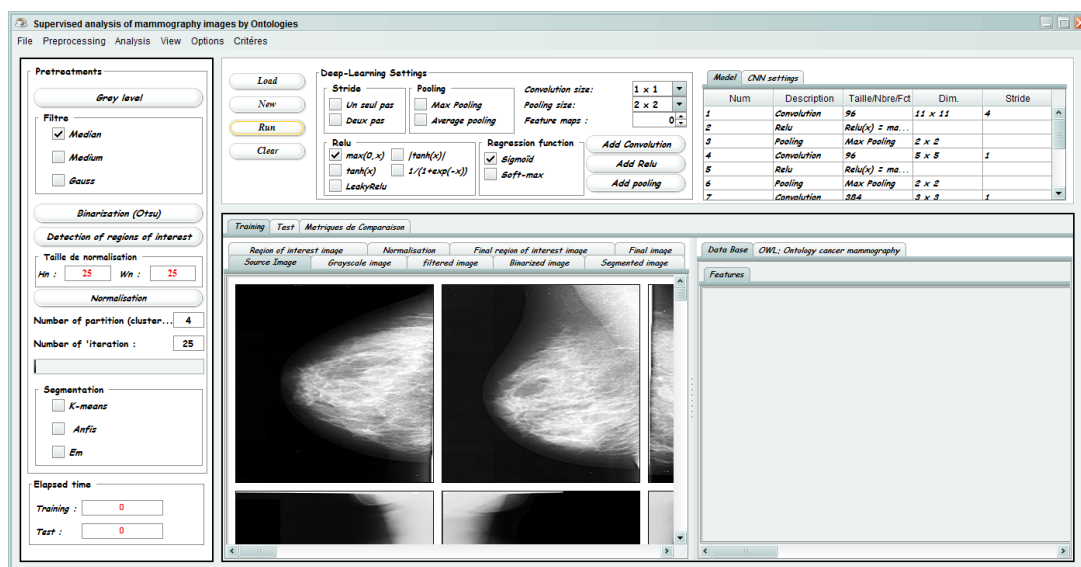 Supervised analysis of mammography images by Ontologies
File Preprocessing Analysis View Options Critéres
Pretreatments
Grey level
Filtre
Median
Medium
Gauss
Binarization (Otsu)
Detection of regions of interest
Taille de normalisation
Hn : 25 Wn : 25
Normalisation
Number of partition (cluster... 4
Number of 'iteration : 25
Segmentation
K-means
Anfis
Em
Elapsed time
Training : 0
Test : 0
Load
New
Run
Clear
Deep-Learning Settings
Stride
Un seul pas
Deux pas
Pooling
Max Pooling
Average pooling
Convolution size: 1 x 1
Pooling size: 2 x 2
Feature maps : 0
Relu
max(0,x) |tanh(x)|
tanh(x) 1/(1+exp(-x))
LeakyRelu
Regression function
Sigmoïd
Soft-max
Add Convolution
Add Relu
Add pooling
Model CNN settings
Num Description Taille/Nbre/Fct Dim. Stride
1 Convolution 96 11 x 11 4
2 Relu Relu(x) = ma...
3 Pooling Max Pooling 2 x 2
4 Convolution 96 5 x 5 1
5 Relu Relu(x) = ma...
6 Pooling Max Pooling 2 x 2
7 Convolution 384 3 x 3 1
Training Test Metriques de Comparaison
Region of interest image Normalisation Final region of interest image Final image
Source Image Grayscale image filtered image Binarized image Segmented image
Data Base OWL: Ontology cancer mammography
Features